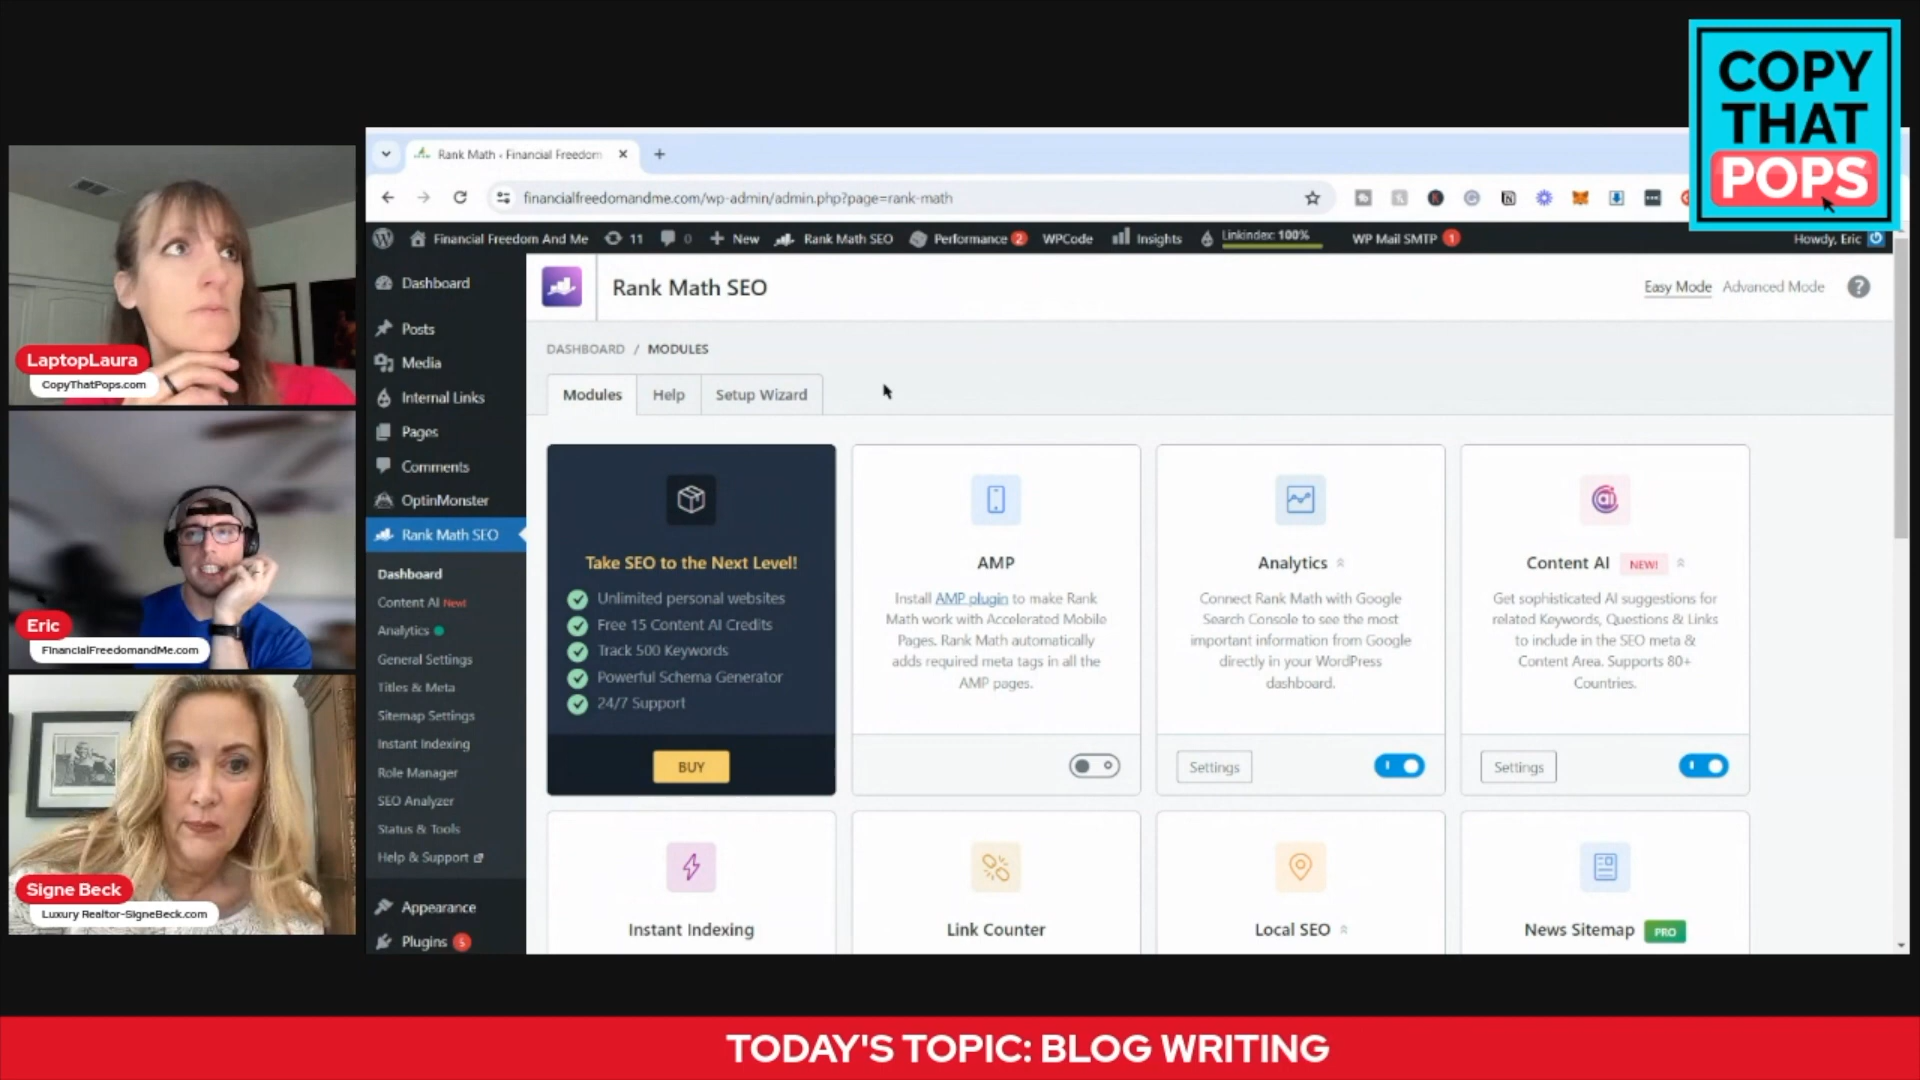 COPY
THAT
POPS
Rank Math ‹ Financial Freedom
financialfreedomandme.com/wp-admin/admin.php?page=rank-math
Financial Freedom And Me 11 0 New Rank Math SEO Performance 2 WPCode Insights Linkindex: 100% WP Mail SMTP 1 Howdy, Eric
LaptopLaura
CopyThatPops.com
Eric
FinancialFreedomandMe.com
Signe Beck
Luxury Realtor-SigneBeck.com
Dashboard
Posts
Media
Internal Links
Pages
Comments
OptinMonster
Rank Math SEO
Dashboard
Content AI New!
Analytics
General Settings
Titles & Meta
Sitemap Settings
Instant Indexing
Role Manager
SEO Analyzer
Status & Tools
Help & Support
Appearance
Plugins 5
Rank Math SEO
Easy Mode Advanced Mode ?
DASHBOARD / MODULES
Modules Help Setup Wizard
Take SEO to the Next Level!
Unlimited personal websites
Free 15 Content AI Credits
Track 500 Keywords
Powerful Schema Generator
24/7 Support
BUY
AMP
Install AMP plugin to make Rank
Math work with Accelerated Mobile
Pages. Rank Math automatically
adds required meta tags in all the
AMP pages.
Analytics
Connect Rank Math with Google
Search Console to see the most
important information from Google
directly in your WordPress
dashboard.
Settings
Content AI NEW!
Get sophisticated AI suggestions for
related Keywords, Questions & Links
to include in the SEO meta &
Content Area. Supports 80+
Countries.
Settings
Instant Indexing
Link Counter
Local SEO
News Sitemap PRO
TODAY'S TOPIC: BLOG WRITING